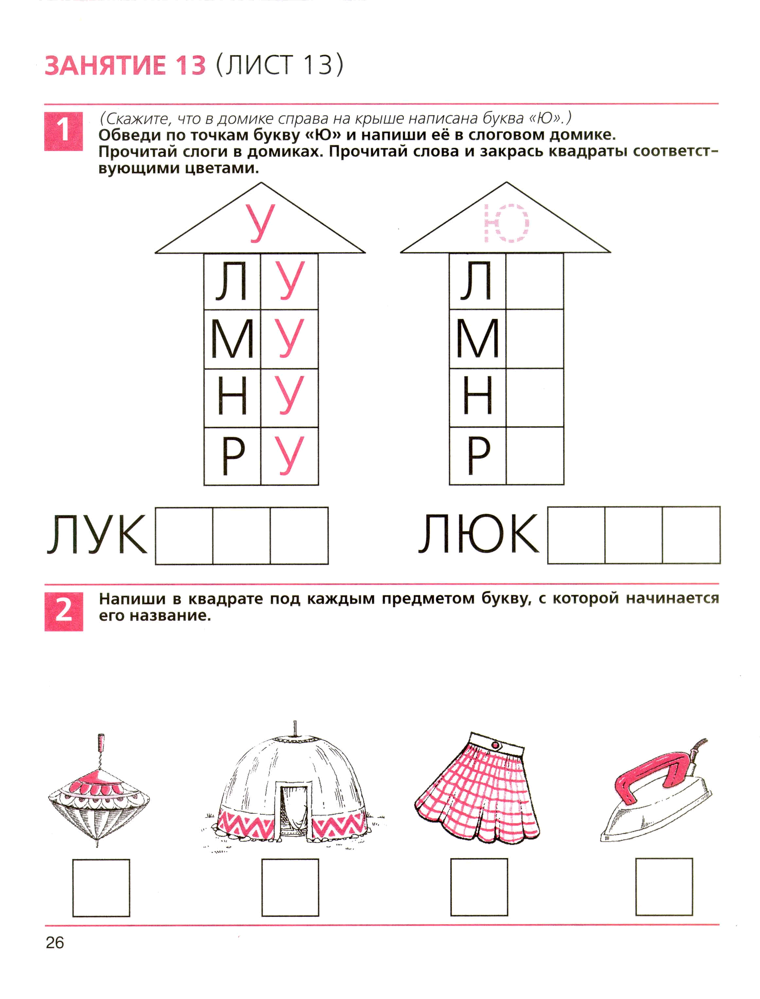 ЗАНЯТИЕ 13 (ЛИСТ 13)
1
(Скажите, что в домике справа на крыше написана буква «Ю».)
Обведи по точкам букву «Ю» и напиши её в слоговом домике.
Прочитай слоги в домиках. Прочитай слова и закрась квадраты соответст-
вующими цветами.
У
Л У
М У
Н У
Р У
Ю
Л
М
Н
Р
ЛУК
ЛЮК
2
Напиши в квадрате под каждым предметом букву, с которой начинается
его название.
26